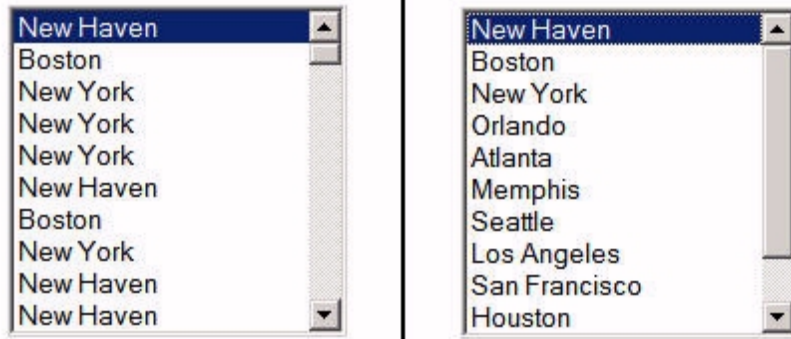 New Haven
Boston
New York
New York
New York
New Haven
Boston
New York
New Haven
New Haven
New Haven
Boston
New York
Orlando
Atlanta
Memphis
Seattle
Los Angeles
San Francisco
Houston